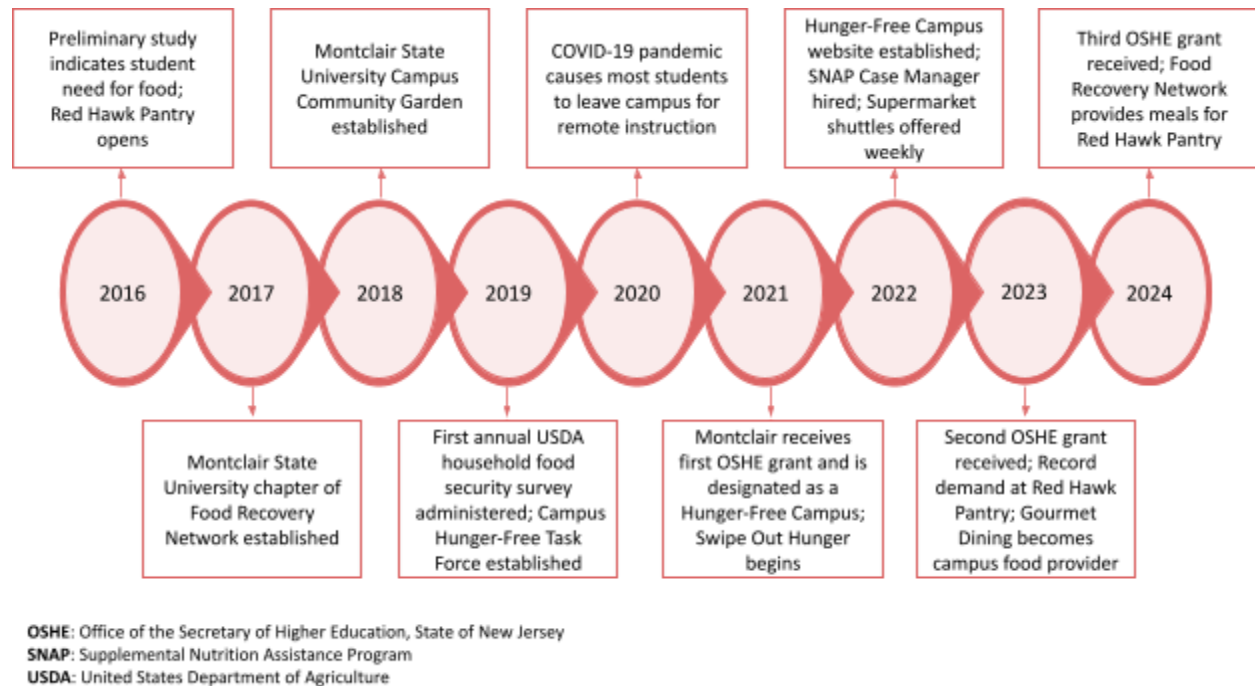 Preliminary study
indicates student
need for food;
Red Hawk Pantry
opens
Montclair State
University Campus
Community Garden
established
COVID-19 pandemic
causes most students
to leave campus for
remote instruction
Hunger-Free Campus
website established;
SNAP Case Manager
hired; Supermarket
shuttles offered
weekly
Third OSHE grant
received; Food
Recovery Network
provides meals for
Red Hawk Pantry
2016
2017
2018
2019
2020
2021
2022
2023
2024
Montclair State
University chapter of
Food Recovery
Network established
First annual USDA
household food
security survey
administered; Campus
Hunger-Free Task
Force established
Montclair receives
first OSHE grant and is
designated as a
Hunger-Free Campus;
Swipe Out Hunger
begins
Second OSHE grant
received; Record
demand at Red Hawk
Pantry; Gourmet
Dining becomes
campus food provider
OSHE: Office of the Secretary of Higher Education, State of New Jersey
SNAP: Supplemental Nutrition Assistance Program
USDA: United States Department of Agriculture